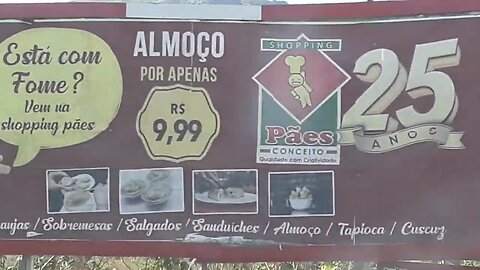 Está com
Fome ?
Vem na
shopping pães
ALMOÇO
POR APENAS
R$
9,99
SHOPPING
Pães
CONCEITO
Qualidade com Criatividade
25
ANOS
/ Sobremesas / Salgados / Sanduiches / Almoço / Tapioca / Cuscuz